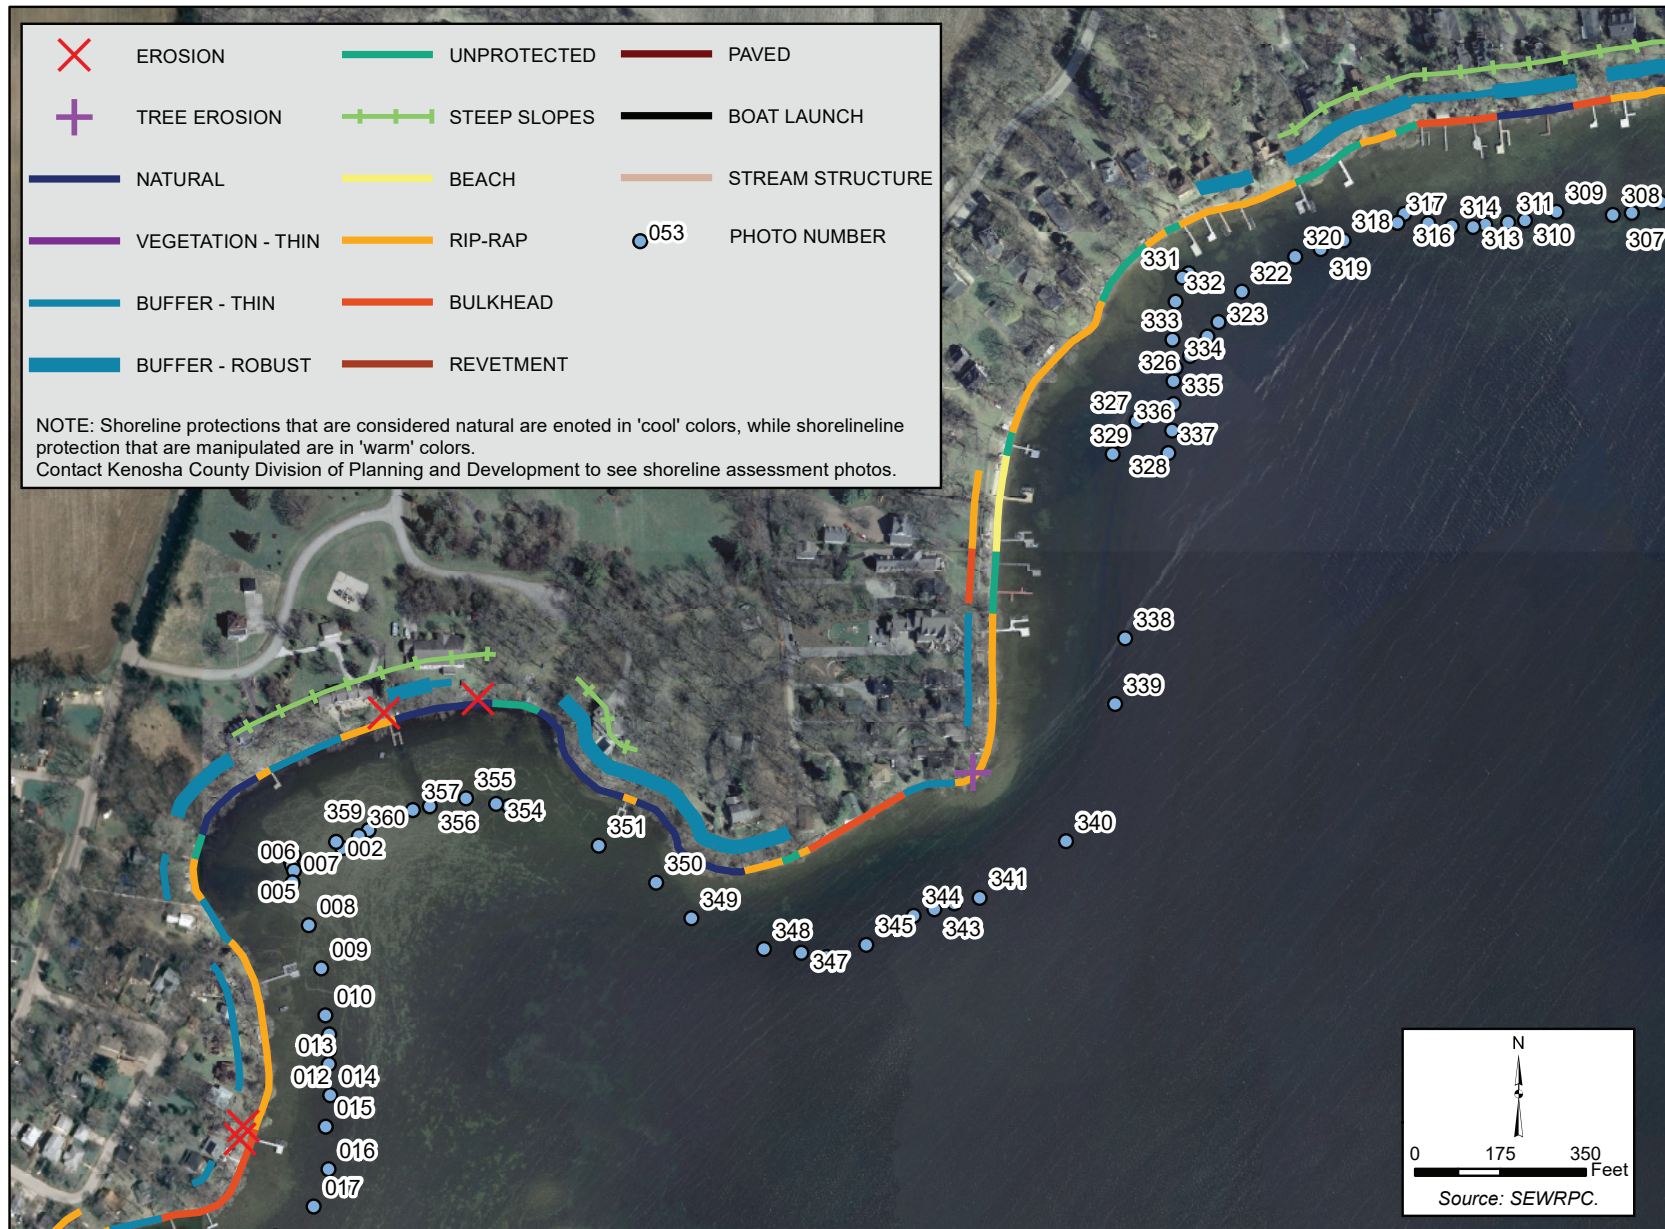 EROSION
TREE EROSION
NATURAL
VEGETATION - THIN
BUFFER - THIN
BUFFER - ROBUST
UNPROTECTED
STEEP SLOPES
BEACH
RIP-RAP
BULKHEAD
REVETMENT
PAVED
BOAT LAUNCH
STREAM STRUCTURE
053
PHOTO NUMBER
NOTE: Shoreline protections that are considered natural are enoted in 'cool' colors, while shorelineline
protection that are manipulated are in 'warm' colors.
Contact Kenosha County Division of Planning and Development to see shoreline assessment photos.
317
314
311
309
308
318
316
313
310
307
320
319
331
322
332
323
333
334
326
335
327
336
329
337
328
338
339
340
341
344
343
345
348
347
349
350
351
355
357
354
356
359
360
002
006
007
005
008
009
010
013
012
014
015
016
017
N
0 175 350
Feet
Source: SEWRPC.